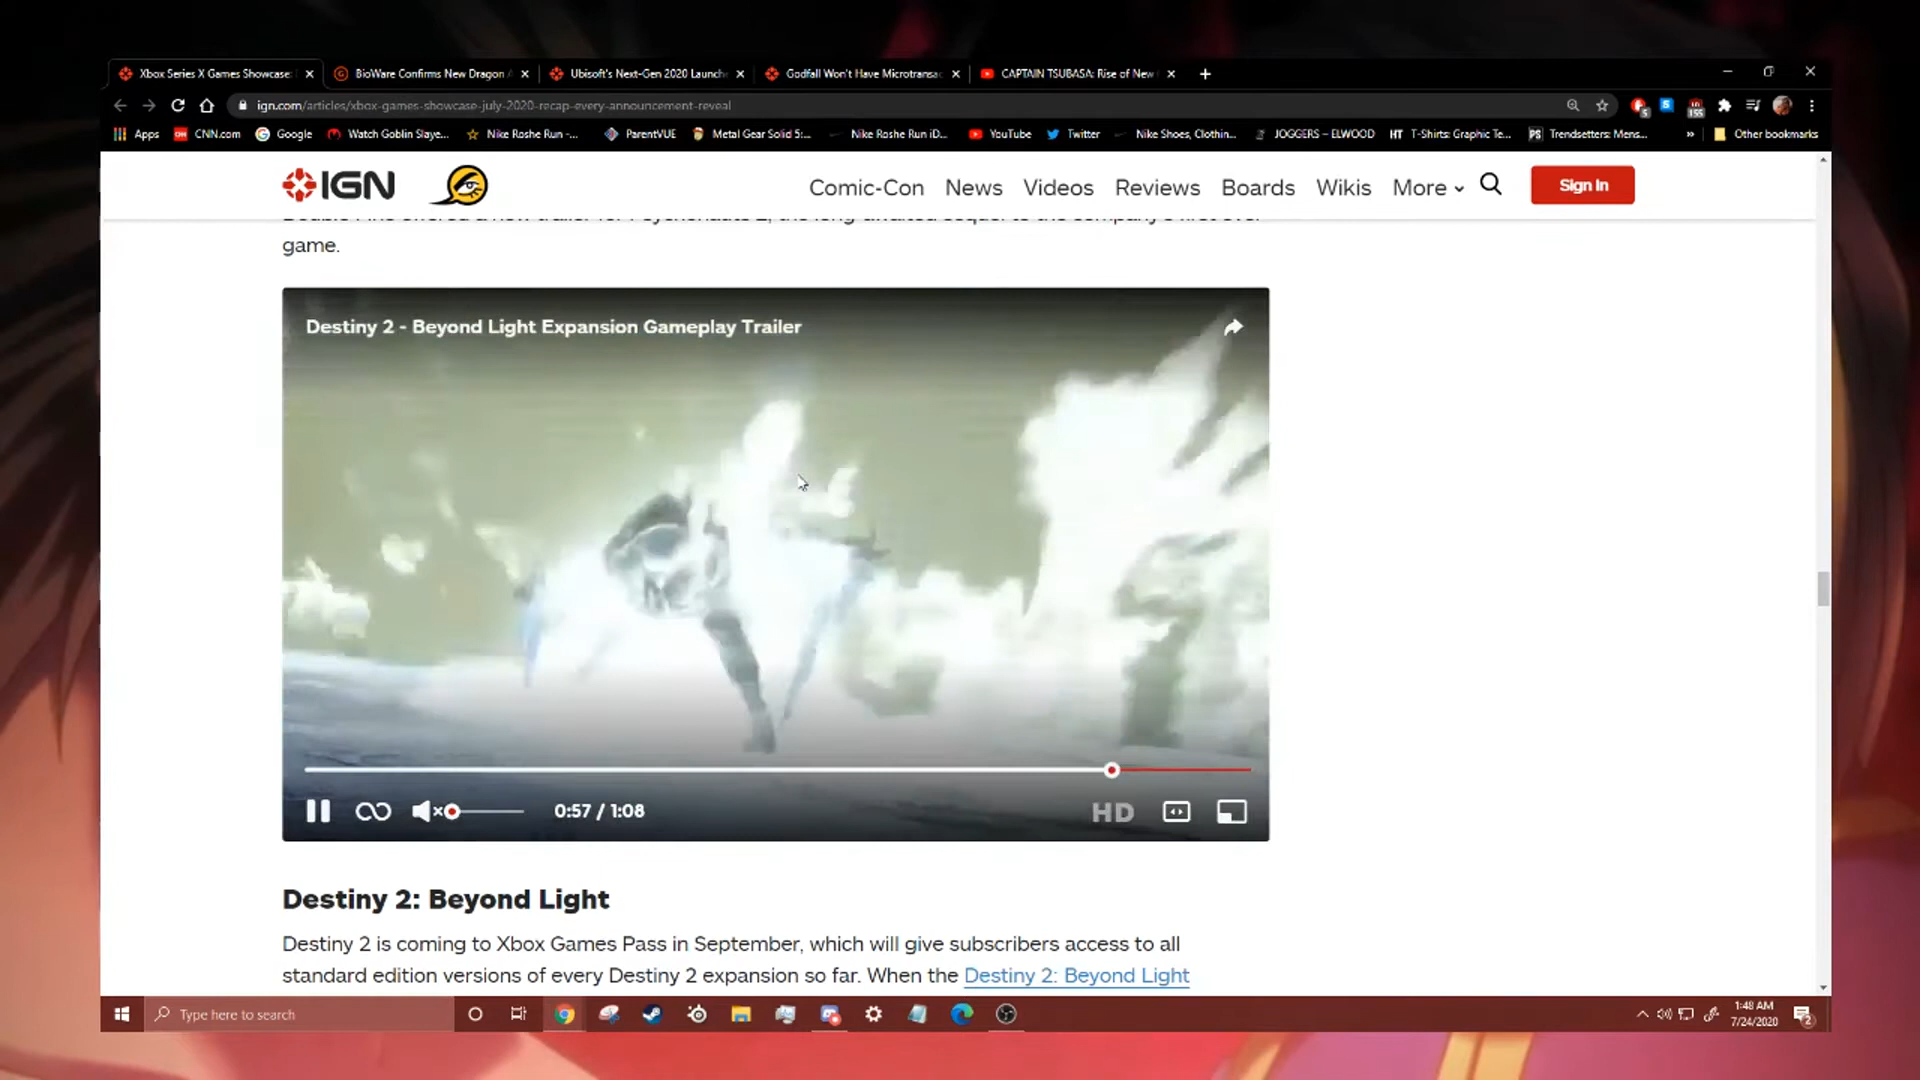 Xbox Series X Games Showcase:
BioWare Confirms New Dragon A
Ubisoft's Next-Gen 2020 Launch
Godfall Won't Have Microtransac
CAPTAIN TSUBASA: Rise of New
ign.com/articles/xbox-games-showcase-july-2020-recap-every-announcement-reveal
Apps
CNN.com
Google
Watch Goblin Slaye...
Nike Roshe Run -...
ParentVUE
Metal Gear Solid 5:...
Nike Roshe Run iD...
YouTube
Twitter
Nike Shoes, Clothin...
JOGGERS – ELWOOD
HT T-Shirts: Graphic Te...
PS Trendsetters: Mens...
»
Other bookmarks
IGN
Comic-Con News Videos Reviews Boards Wikis More
Sign In
game.
Destiny 2 - Beyond Light Expansion Gameplay Trailer
0:57 / 1:08
HD
Destiny 2: Beyond Light
Destiny 2 is coming to Xbox Games Pass in September, which will give subscribers access to all
standard edition versions of every Destiny 2 expansion so far. When the Destiny 2: Beyond Light
Type here to search
1:48 AM
7/24/2020
2